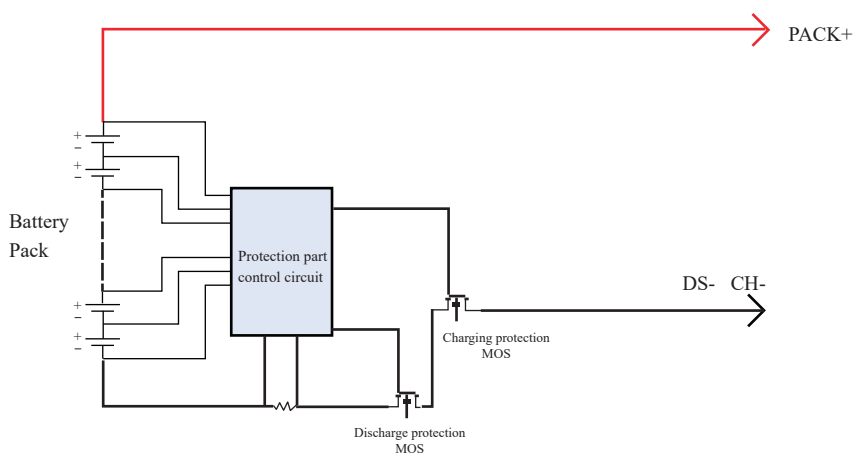 PACK+
+
−
+
−
Battery
Pack
Protection part
control circuit
DS- CH-
+
−
+
−
Charging protection
MOS
Discharge protection
MOS